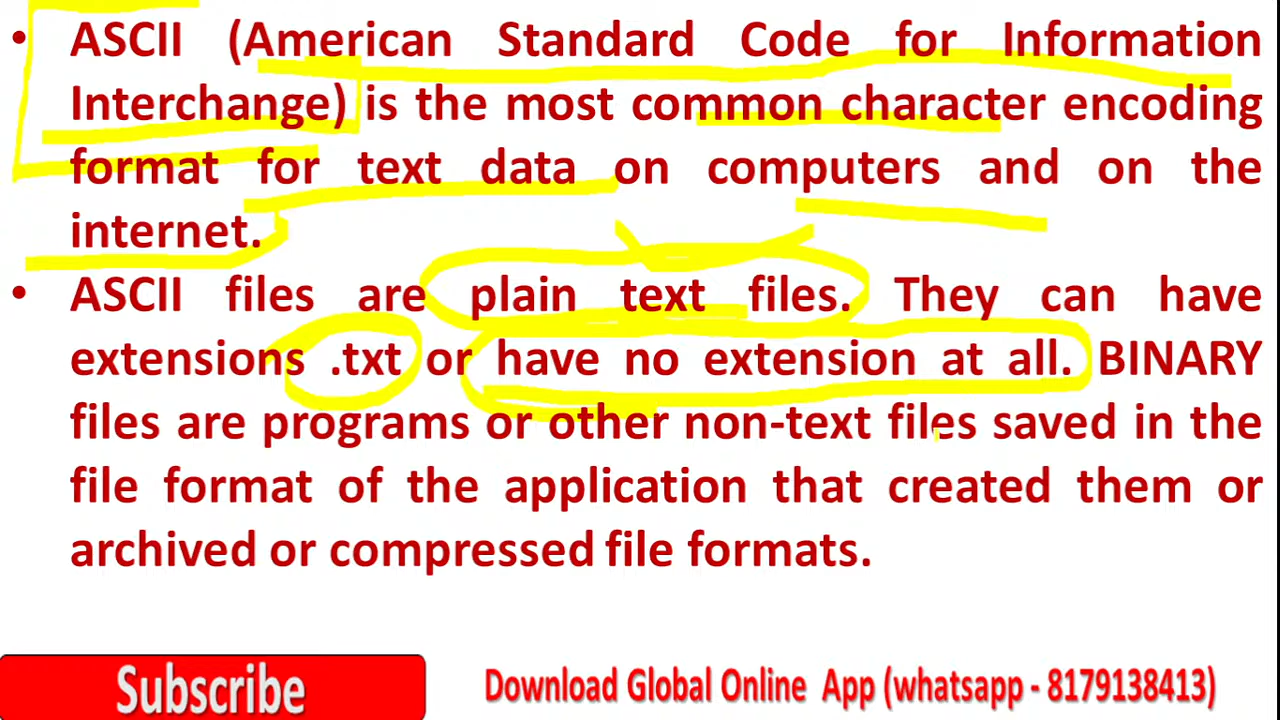 • ASCII (American Standard Code for Information
Interchange) is the most common character encoding
format for text data on computers and on the
internet.
• ASCII files are plain text files. They can have
extensions .txt or have no extension at all. BINARY
files are programs or other non-text files saved in the
file format of the application that created them or
archived or compressed file formats.
Subscribe
Download Global Online App (whatsapp - 8179138413)